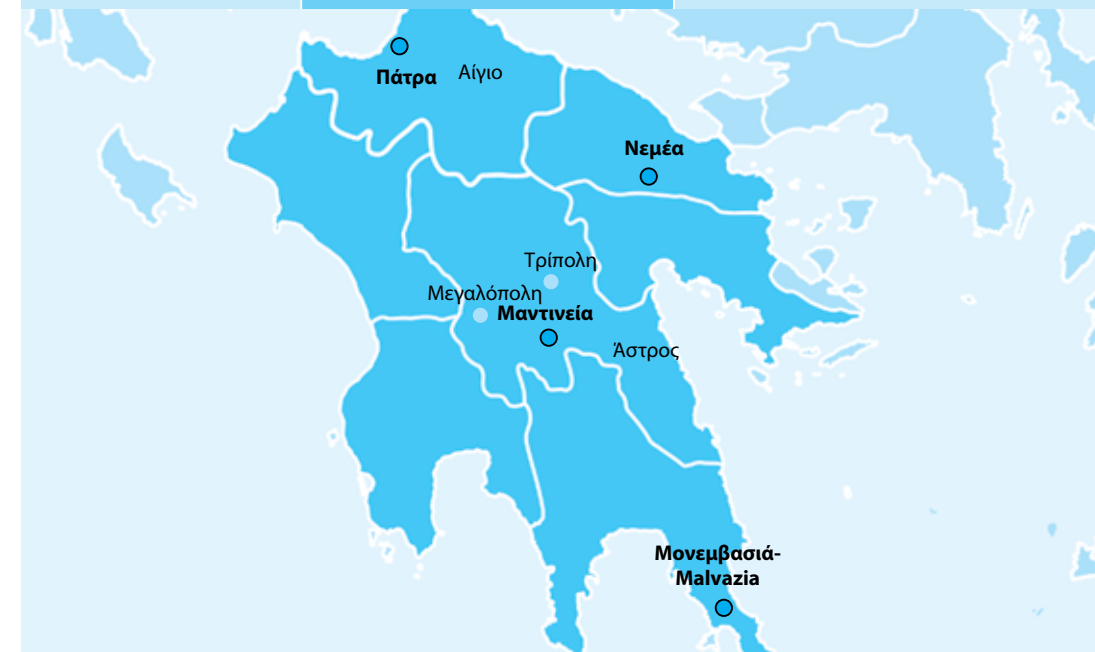 Πάτρα
Αίγιο
Νεμέα
Τρίπολη
Μεγαλόπολη
Μαντινεία
Άστρος
Μονεμβασιά-
Malvazia